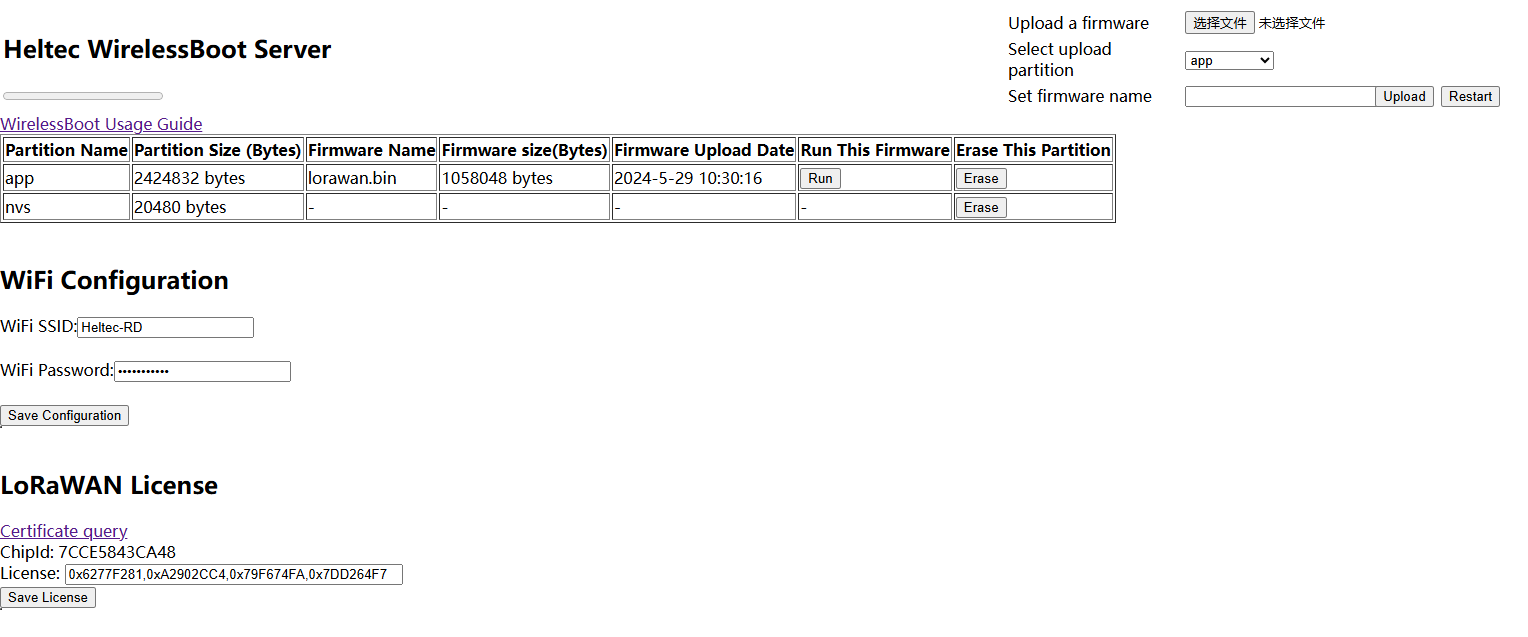 Heltec WirelessBoot Server
Upload a firmware 选择文件 未选择文件
Select upload partition app
Set firmware name Upload Restart
WirelessBoot Usage Guide
Partition Name Partition Size (Bytes) Firmware Name Firmware size(Bytes) Firmware Upload Date Run This Firmware Erase This Partition
app 2424832 bytes lorawan.bin 1058048 bytes 2024-5-29 10:30:16 Run Erase
nvs 20480 bytes - - - - Erase
WiFi Configuration
WiFi SSID: Heltec-RD
WiFi Password: •••••••••••
Save Configuration
LoRaWAN License
Certificate query
ChipId: 7CCE5843CA48
License: 0x6277F281,0xA2902CC4,0x79F674FA,0x7DD264F7
Save License